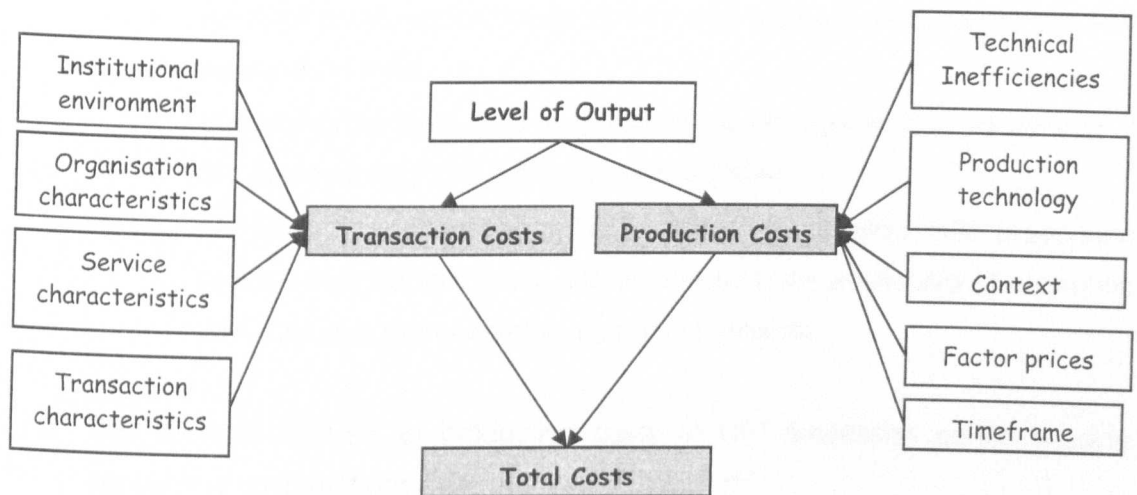 Institutional
environment
Organisation
characteristics
Service
characteristics
Transaction
characteristics
Level of Output
Transaction Costs
Production Costs
Total Costs
Technical
Inefficiencies
Production
technology
Context
Factor prices
Timeframe